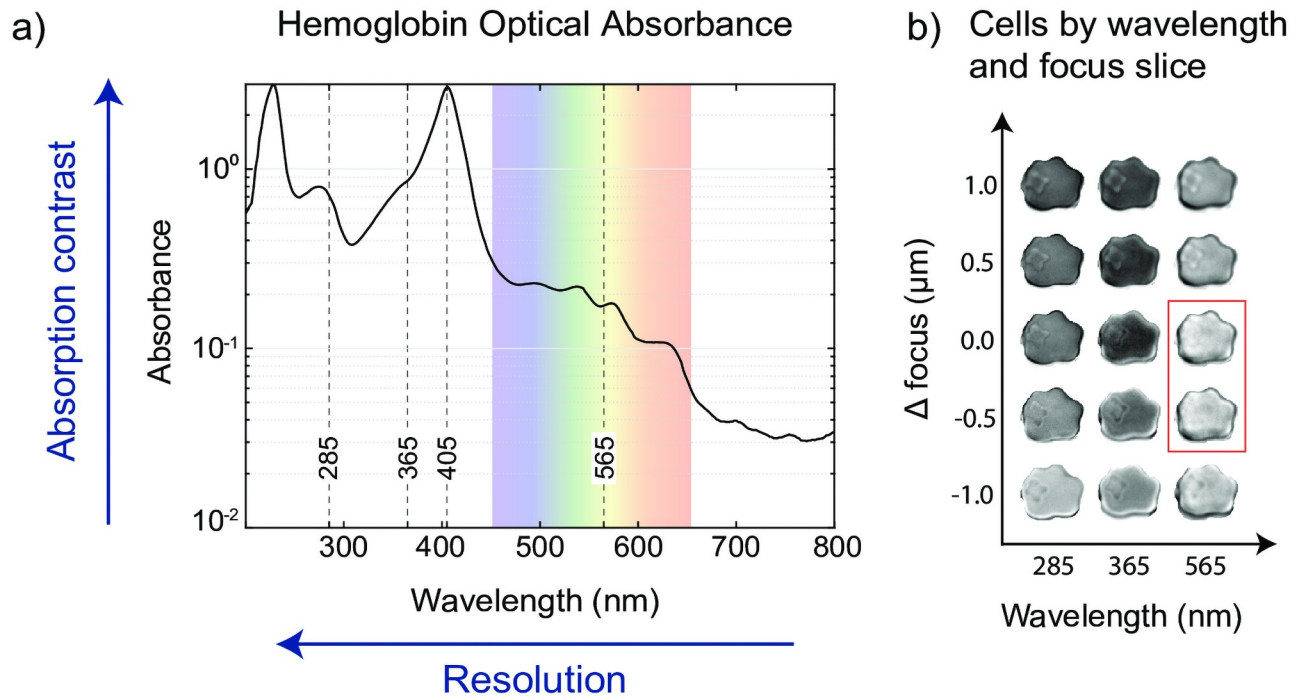 a)
Hemoglobin Optical Absorbance
Absorption contrast
Absorbance
10⁰
10⁻¹
10⁻²
285
365
405
565
300
400
500
600
700
800
Wavelength (nm)
Resolution
b)
Cells by wavelength
and focus slice
Δ focus (μm)
1.0
0.5
0.0
-0.5
-1.0
285
365
565
Wavelength (nm)